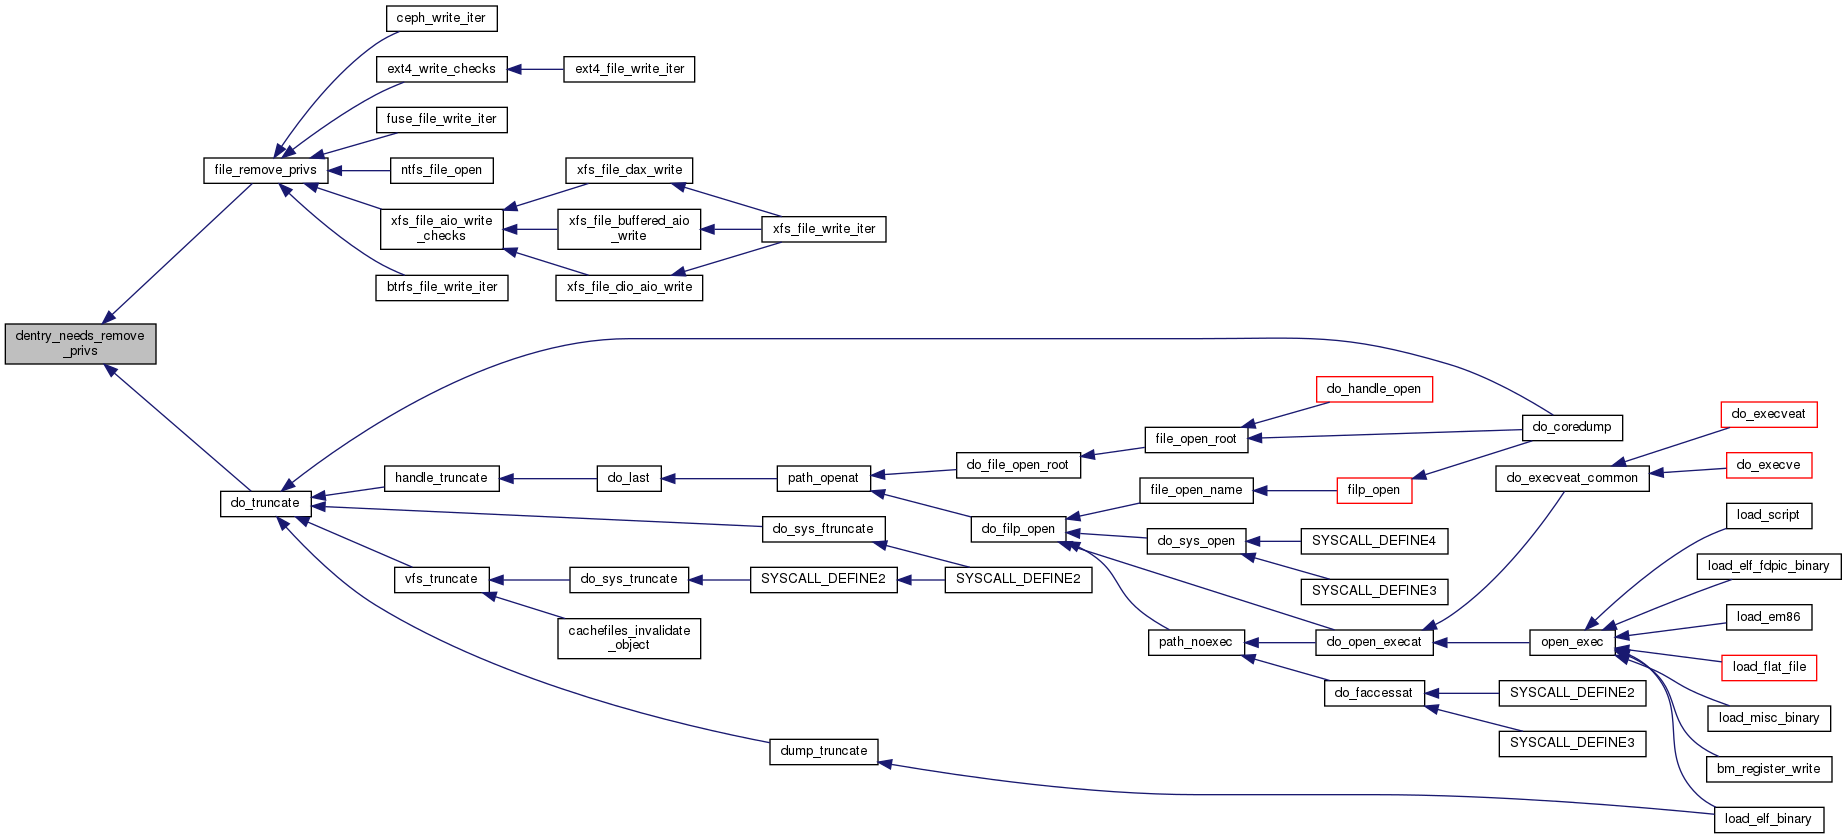 ceph_write_iter
ext4_write_checks
ext4_file_write_iter
fuse_file_write_iter
file_remove_privs
ntfs_file_open
xfs_file_dax_write
xfs_file_aio_write
_checks
xfs_file_buffered_aio
_write
xfs_file_write_iter
btrfs_file_write_iter
xfs_file_dio_aio_write
dentry_needs_remove
_privs
do_handle_open
do_execveat
do_coredump
file_open_root
do_file_open_root
do_execve
handle_truncate
do_last
path_openat
do_execveat_common
file_open_name
filp_open
do_truncate
load_script
do_sys_ftruncate
do_filp_open
do_sys_open
SYSCALL_DEFINE4
load_elf_fdpic_binary
vfs_truncate
do_sys_truncate
SYSCALL_DEFINE2
SYSCALL_DEFINE2
SYSCALL_DEFINE3
load_em86
cachefiles_invalidate
_object
path_noexec
do_open_execat
open_exec
load_flat_file
do_faccessat
SYSCALL_DEFINE2
load_misc_binary
SYSCALL_DEFINE3
dump_truncate
bm_register_write
load_elf_binary